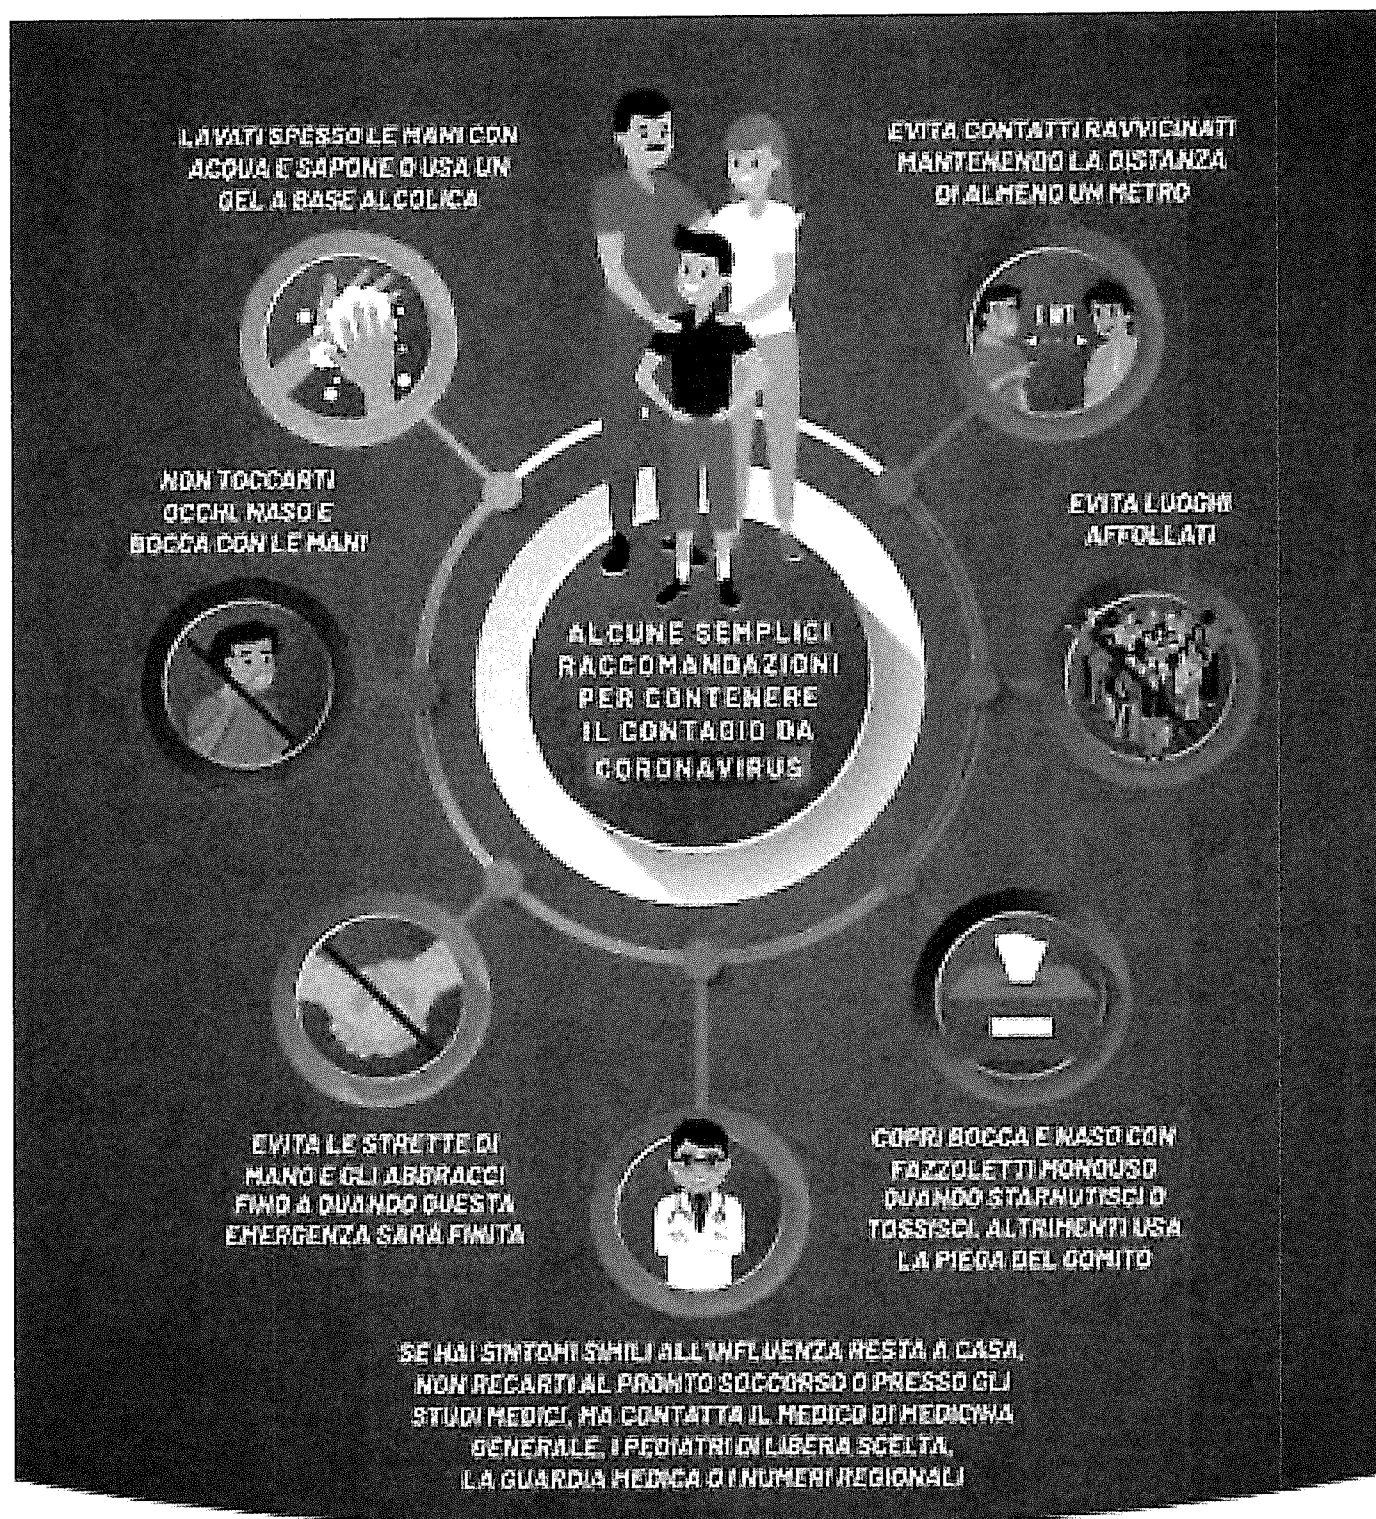 LAVATI SPESSO LE MANI CON
ACQUA E SAPONE O USA UN
GEL A BASE ALCOLICA
EVITA CONTATTI RAVVICINATI
MANTENENDO LA DISTANZA
DI ALMENO UN METRO
NON TOCCARTI
OCCHI, NASO E
BOCCA CON LE MANI
EVITA LUOGHI
AFFOLLATI
ALCUNE SEMPLICI
RACCOMANDAZIONI
PER CONTENERE
IL CONTAGIO DA
CORONAVIRUS
EVITA LE STRETTE DI
MANO E GLI ABBRACCI
FINO A QUANDO QUESTA
EMERGENZA SARÀ FINITA
COPRI BOCCA E NASO CON
FAZZOLETTI MONOUSO
QUANDO STARNUTISCI O
TOSSISCI. ALTRIMENTI USA
LA PIEGA DEL GOMITO
SE HAI SINTOMI SIMILI ALL'INFLUENZA RESTA A CASA,
NON RECARTI AL PRONTO SOCCORSO O PRESSO GLI
STUDI MEDICI, MA CONTATTA IL MEDICO DI MEDICINA
GENERALE, I PEDIATRI DI LIBERA SCELTA,
LA GUARDIA MEDICA O I NUMERI REGIONALI